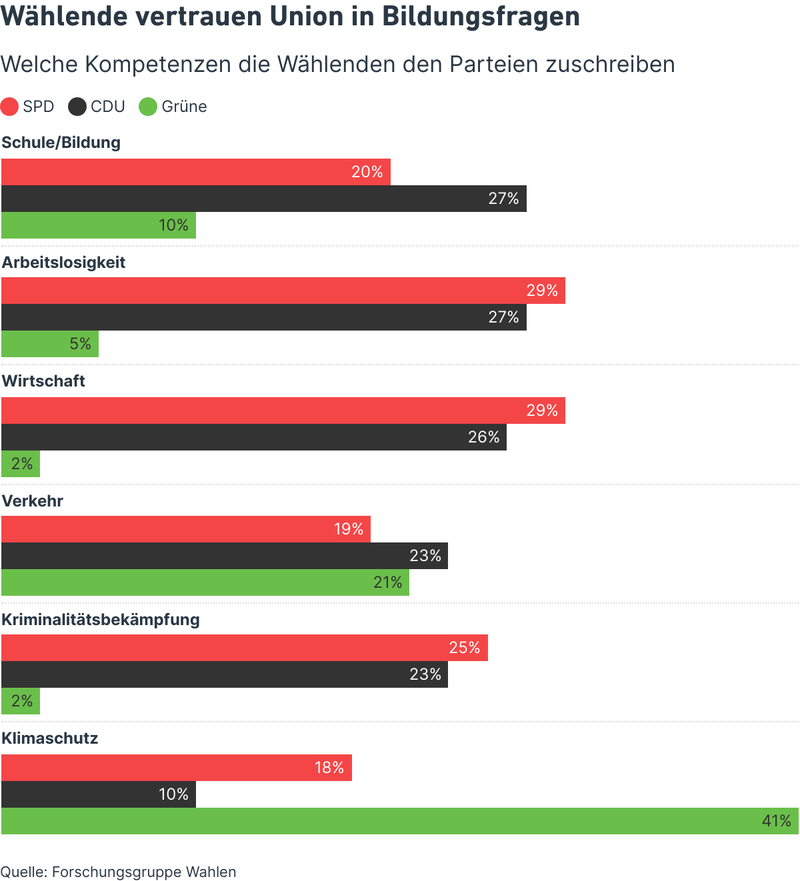 Wählende vertrauen Union in Bildungsfragen
Welche Kompetenzen die Wählenden den Parteien zuschreiben
SPD CDU Grüne
Schule/Bildung
20%
27%
10%
Arbeitslosigkeit
29%
27%
5%
Wirtschaft
29%
26%
2%
Verkehr
19%
23%
21%
Kriminalitätsbekämpfung
25%
23%
2%
Klimaschutz
18%
10%
41%
Quelle: Forschungsgruppe Wahlen